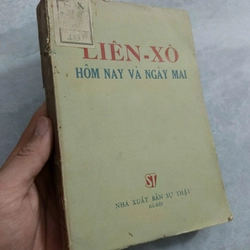 LIÊN-XÔ
HÔM NAY VÀ NGÀY MAI
ST
NHÀ XUẤT BẢN SỰ THẬT